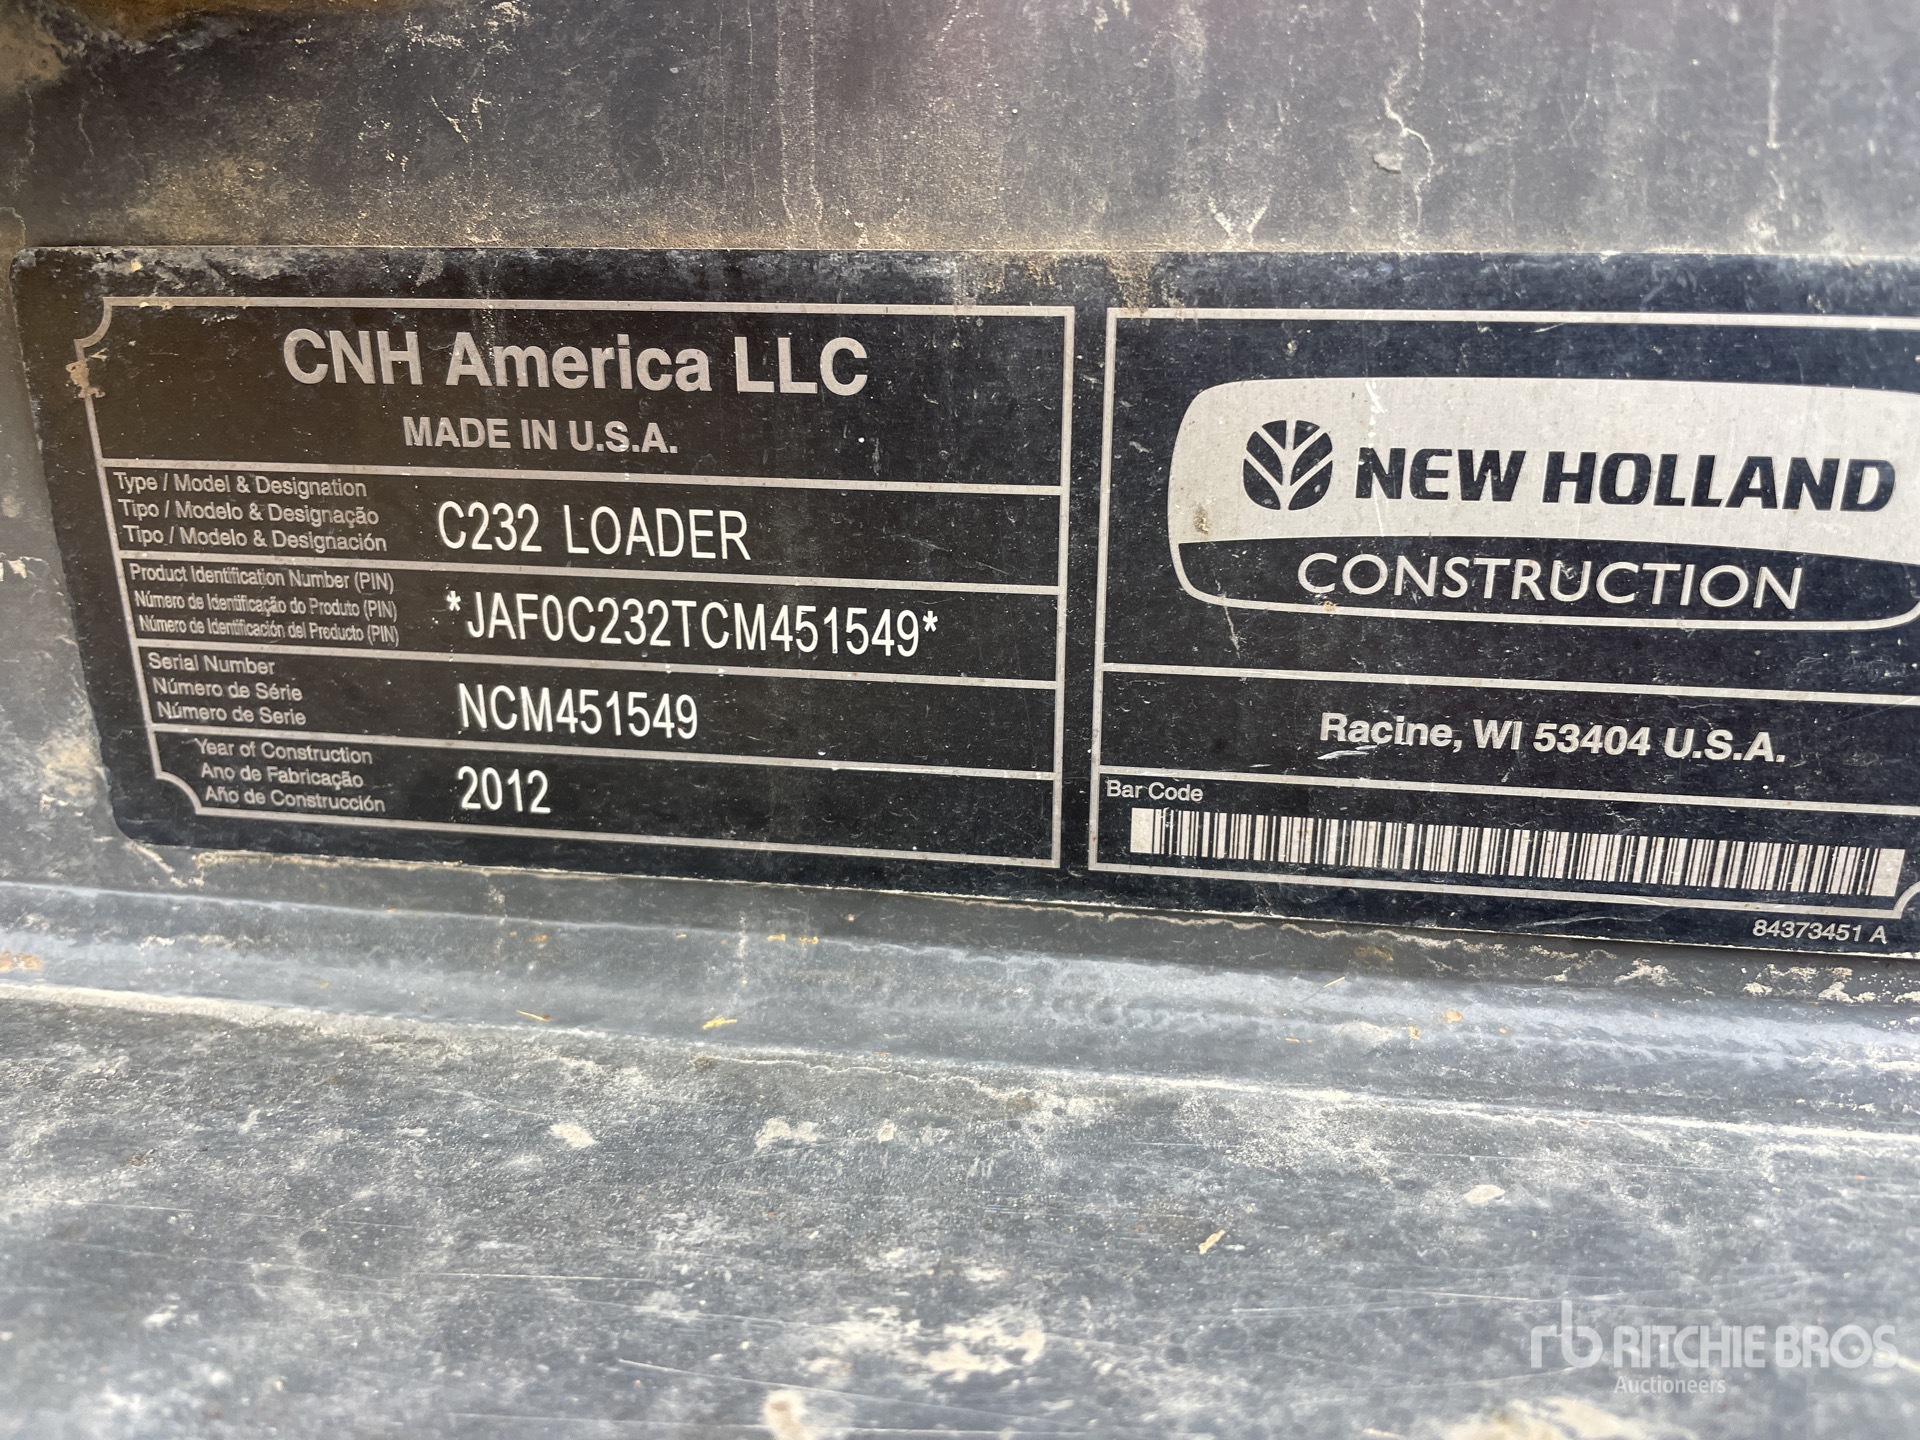 CNH America LLC
MADE IN U.S.A.
Type / Model & Designation
Tipo / Modelo & Designação
Tipo / Modelo & Designación
C232 LOADER
Product Identification Number (PIN)
Número de Identificação do Produto (PIN)
Número de Identificación del Producto (PIN)
*JAF0C232TCM451549*
Serial Number
Número de Série
Número de Serie
NCM451549
Year of Construction
Ano de Fabricação
Año de Construcción
2012
NEW HOLLAND
CONSTRUCTION
Racine, WI 53404 U.S.A.
Bar Code
84373451 A
rb RITCHIE BROS
Auctioneers